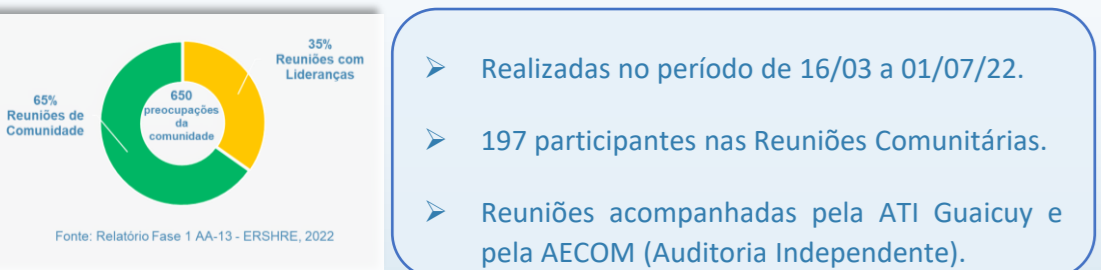 35%
Reuniões com
Lideranças
65%
Reuniões de
Comunidade
650
preocupações
da
comunidade
Fonte: Relatório Fase 1 AA-13 - ERSHRE, 2022
➢ Realizadas no período de 16/03 a 01/07/22.
➢ 197 participantes nas Reuniões Comunitárias.
➢ Reuniões acompanhadas pela ATI Guaicuy e
pela AECOM (Auditoria Independente).